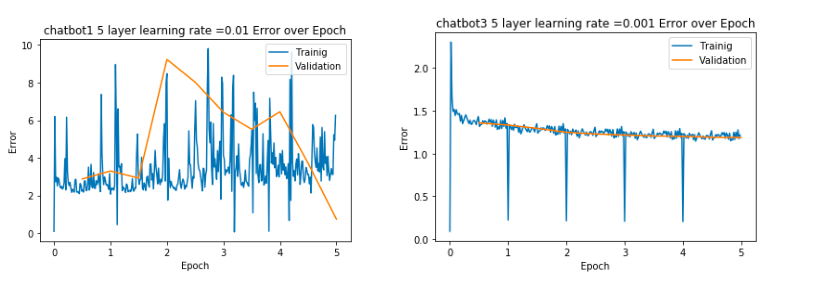 chatbot1 5 layer learning rate =0.01 Error over Epoch
Trainig
Validation
10
8
6
4
2
0
Error
0 1 2 3 4 5
Epoch
chatbot3 5 layer learning rate =0.001 Error over Epoch
Trainig
Validation
2.0
1.5
1.0
0.5
0.0
Error
0 1 2 3 4 5
Epoch